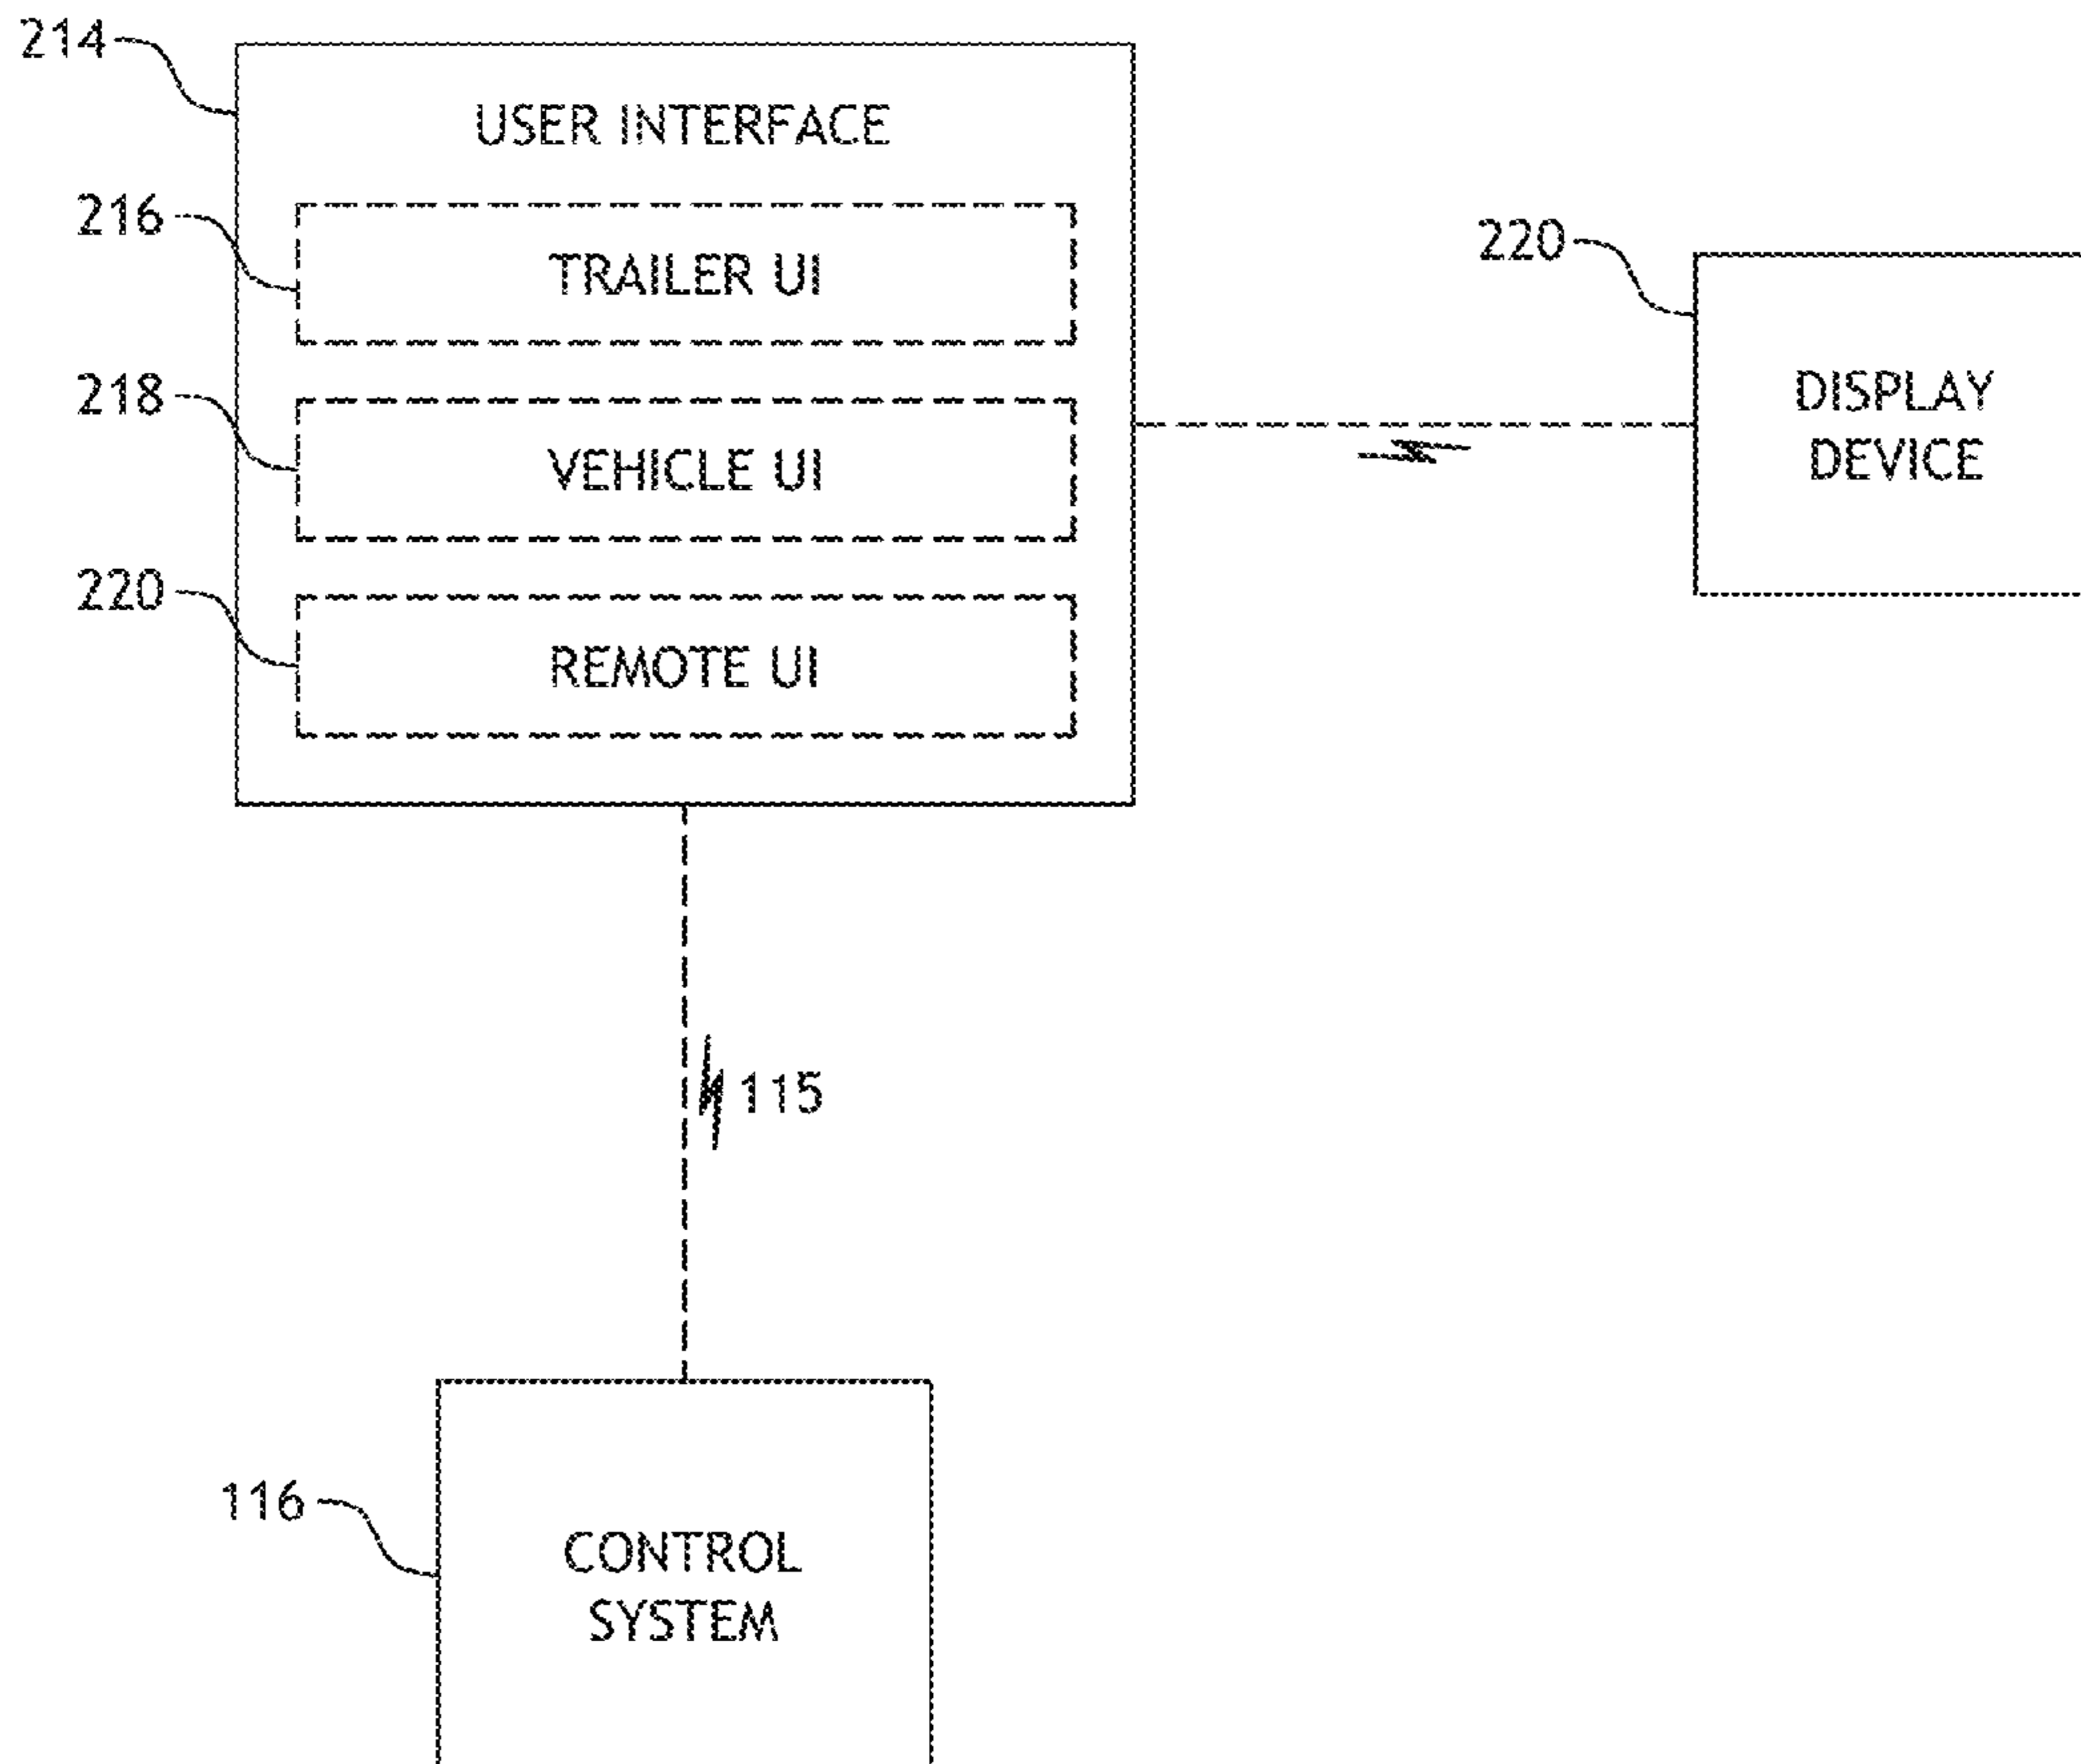 214
USER INTERFACE
216
TRAILER UI
220
218
VEHICLE UI
DISPLAY
DEVICE
220
REMOTE UI
115
116
CONTROL
SYSTEM